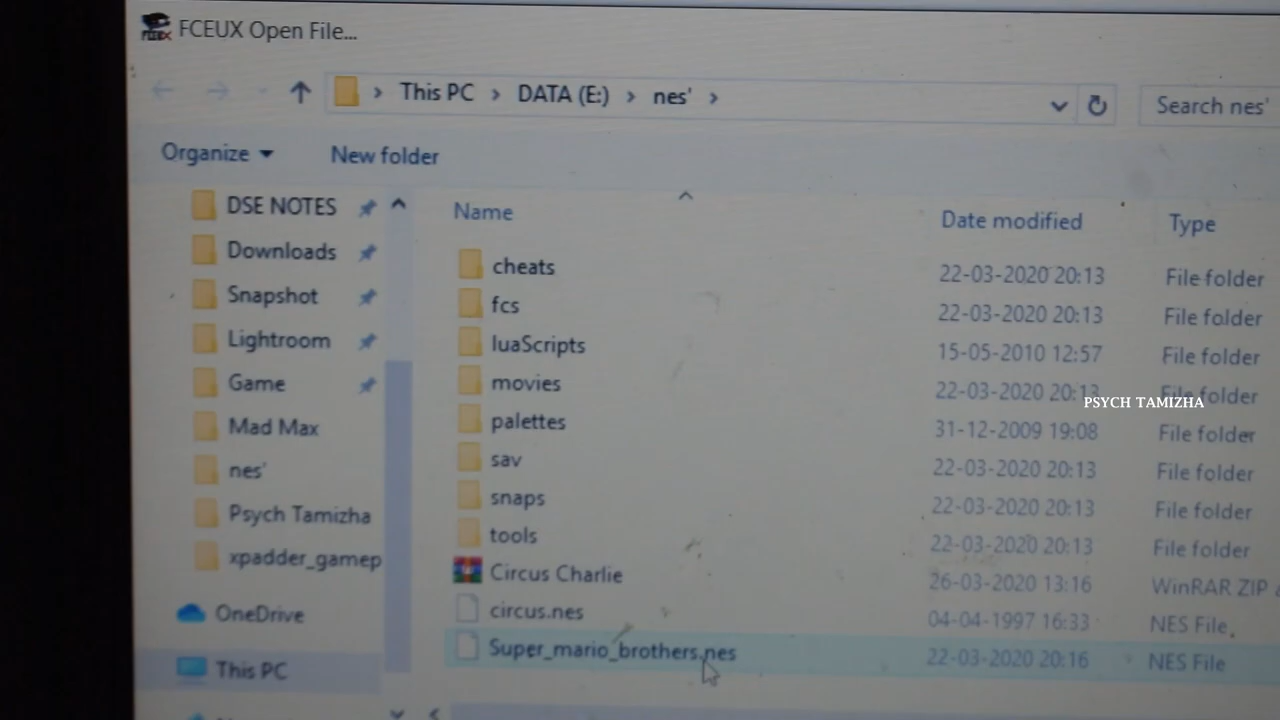 FCEUX Open File...
This PC > DATA (E:) > nes' >
Search nes'
Organize
New folder
DSE NOTES
Downloads
Snapshot
Lightroom
Game
Mad Max
nes'
Psych Tamizha
xpadder_gamep
OneDrive
This PC
Name Date modified Type
cheats 22-03-2020 20:13 File folder
fcs 22-03-2020 20:13 File folder
luaScripts 15-05-2010 12:57 File folder
movies 22-03-2020 20:13 File folder
PSYCH TAMIZHA
palettes 31-12-2009 19:08 File folder
sav 22-03-2020 20:13 File folder
snaps 22-03-2020 20:13 File folder
tools 22-03-2020 20:13 File folder
Circus Charlie 26-03-2020 13:16 WinRAR ZIP
circus.nes 04-04-1997 16:33 NES File
Super_mario_brothers.nes 22-03-2020 20:16 NES File